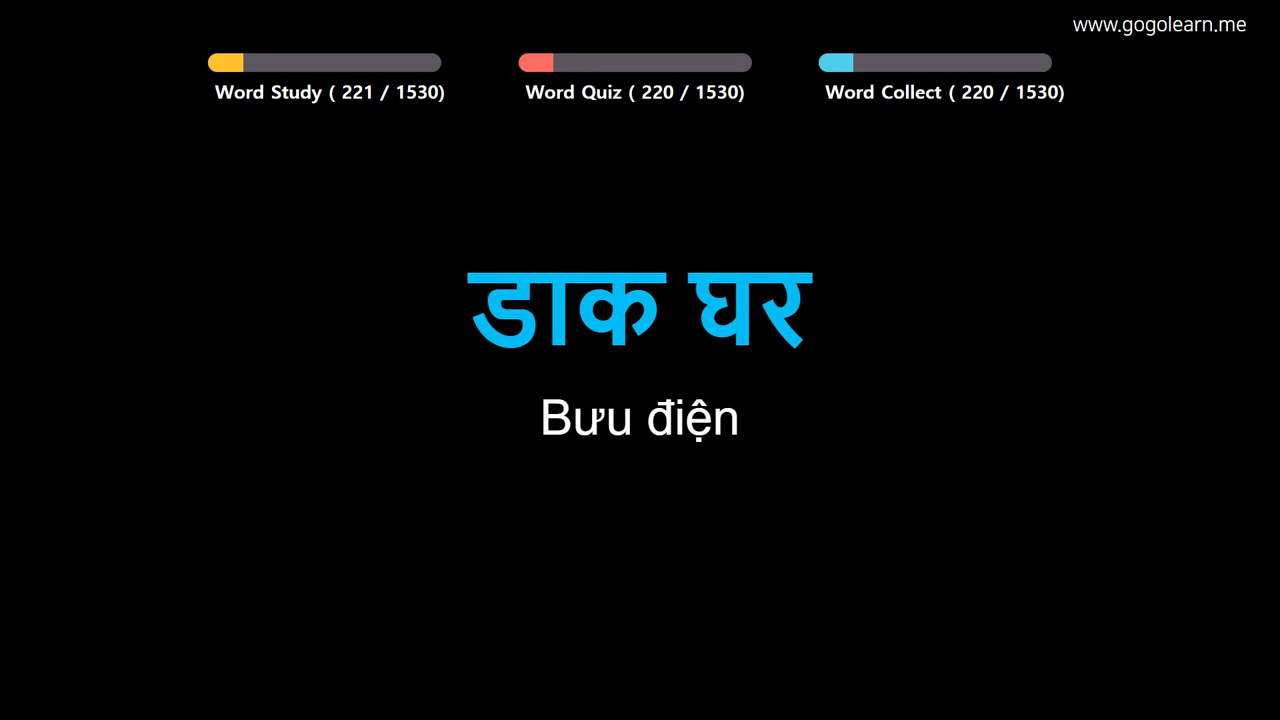 www.gogolearn.me
Word Study ( 221 / 1530)
Word Quiz ( 220 / 1530)
Word Collect ( 220 / 1530)
डाक घर
Bưu điện